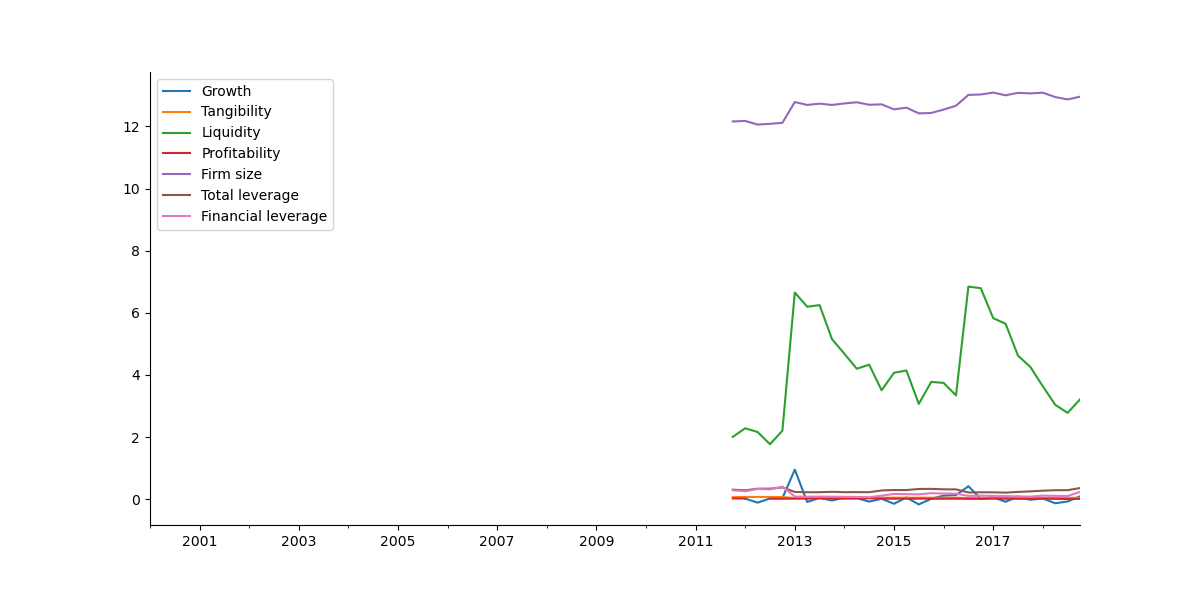 Growth
Tangibility
Liquidity
Profitability
Firm size
Total leverage
Financial leverage
12
10
8
6
4
2
0
2001 2003 2005 2007 2009 2011 2013 2015 2017